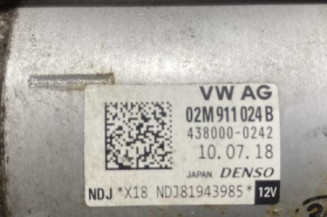 VW AG
02M 911 024 B
438000-0242
10.07.18
JAPAN DENSO
NDJ *X18 NDJ81943985* 12V